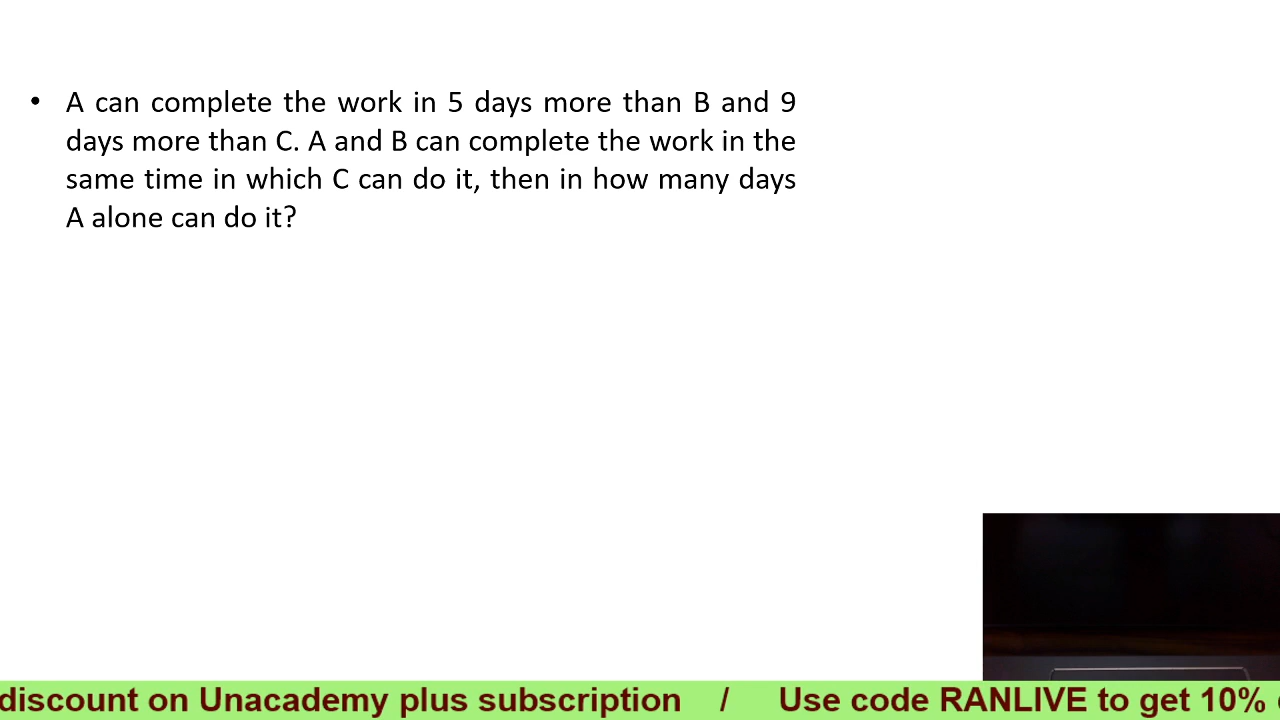 • A can complete the work in 5 days more than B and 9
days more than C. A and B can complete the work in the
same time in which C can do it, then in how many days
A alone can do it?
discount on Unacademy plus subscription / Use code RANLIVE to get 10%